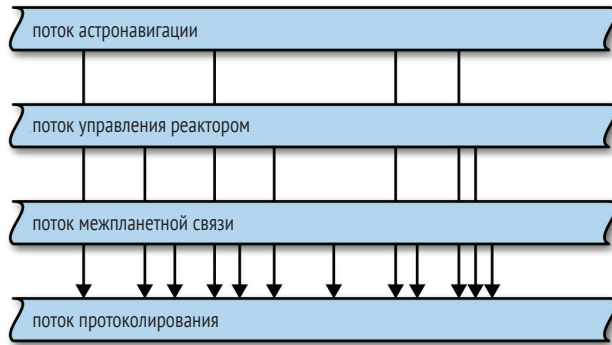 поток астронавигации
поток управления реактором
поток межпланетной связи
поток протоколирования